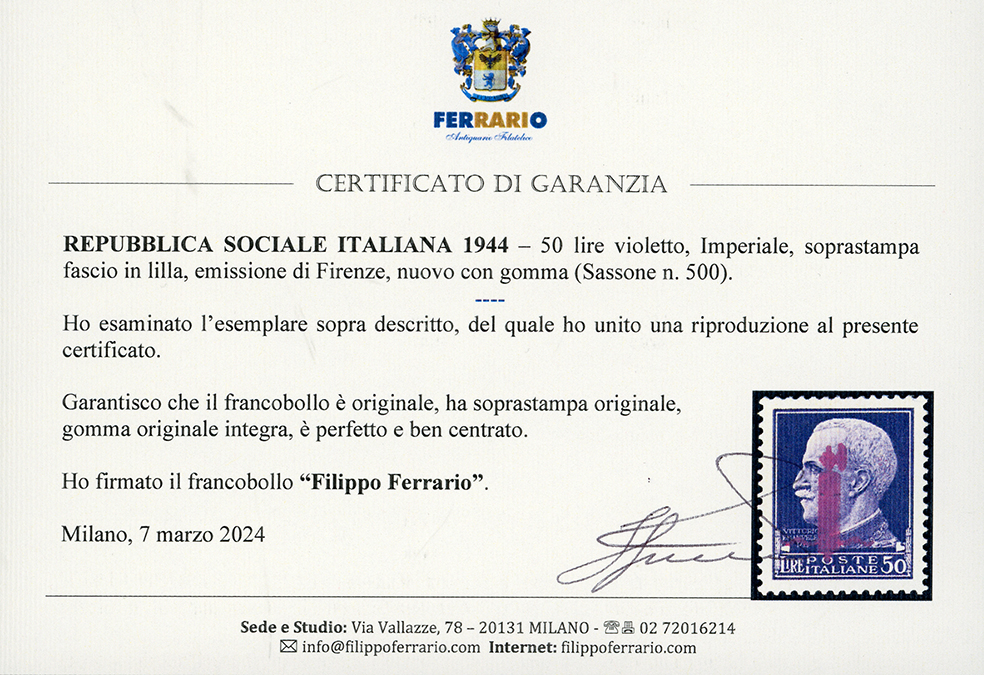 FERRARIO
Antiquario Filatelico
CERTIFICATO DI GARANZIA
REPUBBLICA SOCIALE ITALIANA 1944 – 50 lire violetto, Imperiale, soprastampa
fascio in lilla, emissione di Firenze, nuovo con gomma (Sassone n. 500).
----
Ho esaminato l’esemplare sopra descritto, del quale ho unito una riproduzione al presente
certificato.
Garantisco che il francobollo è originale, ha soprastampa originale,
gomma originale integra, è perfetto e ben centrato.
Ho firmato il francobollo “Filippo Ferrario”.
Milano, 7 marzo 2024
VITTORIO
EMANUELE
POSTE
LIRE ITALIANE 50
Sede e Studio: Via Vallazze, 78 – 20131 MILANO - 02 72016214
info@filippoferrario.com Internet: filippoferrario.com